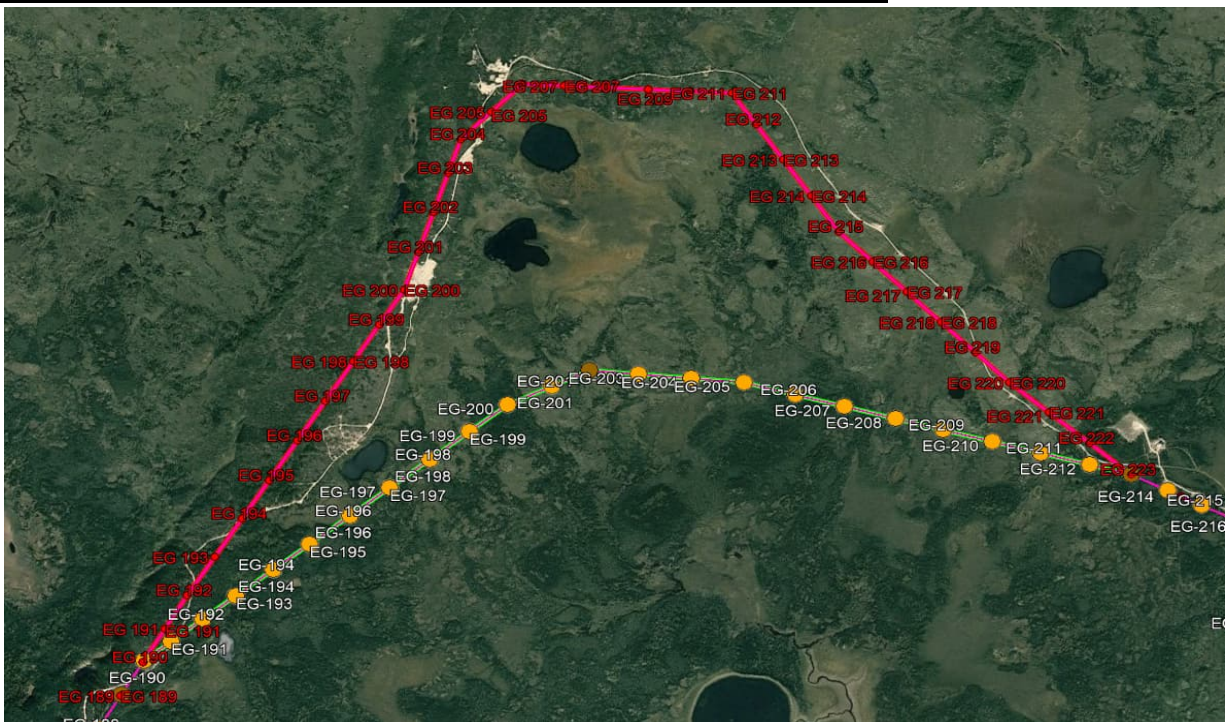 EG 207 EG 207
EG 209
EG 211 EG 211
EG 206 EG 205
EG 212
EG 204
EG 213 EG 213
EG 203
EG 214 EG 214
EG 202
EG 215
EG 201
EG 216 EG 216
EG 200 EG 200
EG 217 EG 217
EG 199
EG 218 EG 218
EG 219
EG 198 EG 198
EG 220 EG 220
EG 197
EG 221 EG 221
EG 196
EG 222
EG 195
EG 223
EG 194
EG 193
EG 192
EG 191 EG 191
EG 190
EG 189 EG 189
EG-203
EG-204
EG-205
EG-206
EG-207
EG-208
EG-209
EG-210
EG-211
EG-212
EG-214
EG-215
EG-216
EG-201
EG-200
EG-199
EG-199
EG-198
EG-198
EG-197
EG-197
EG-196
EG-196
EG-195
EG-194
EG-194
EG-193
EG-192
EG-191
EG-190